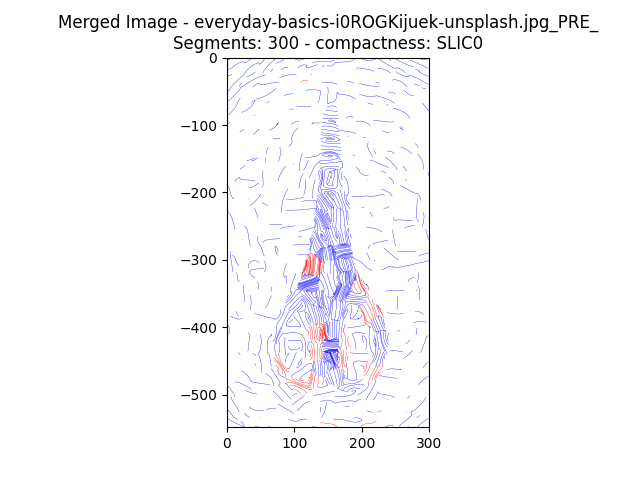 Merged Image - everyday-basics-i0ROGKijuek-unsplash.jpg_PRE_
Segments: 300 - compactness: SLIC0
0
−100
−200
−300
−400
−500
0 100 200 300